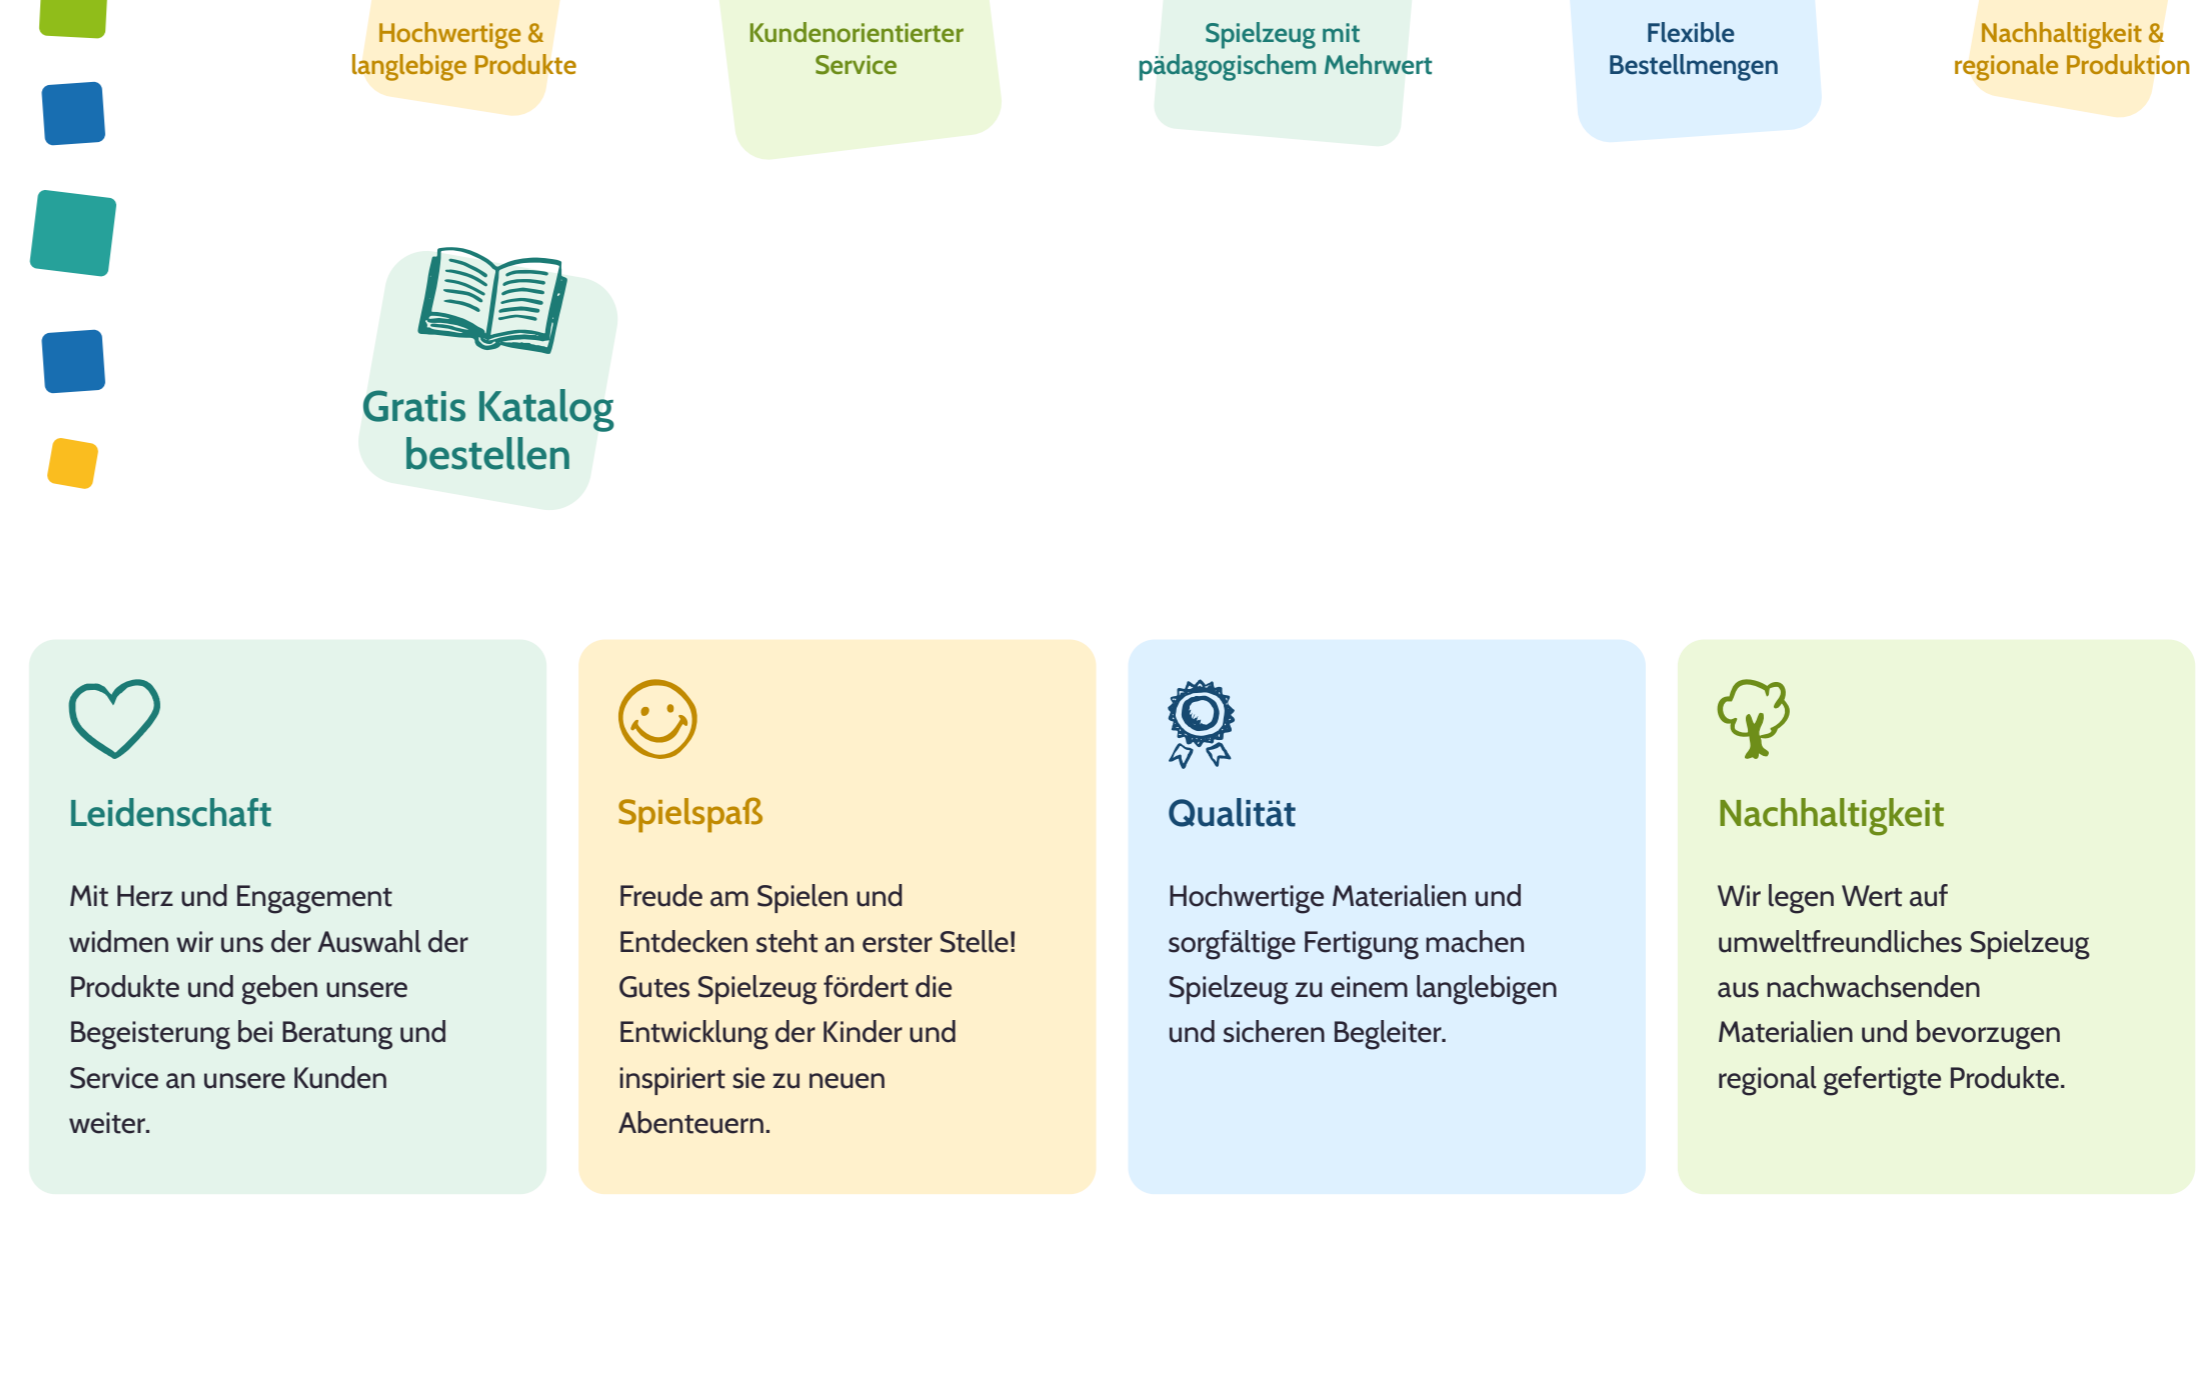 Hochwertige &
langlebige Produkte
Kundenorientierter
Service
Spielzeug mit
pädagogischem Mehrwert
Flexible
Bestellmengen
Nachhaltigkeit &
regionale Produktion
Gratis Katalog
bestellen
Leidenschaft
Mit Herz und Engagement
widmen wir uns der Auswahl der
Produkte und geben unsere
Begeisterung bei Beratung und
Service an unsere Kunden
weiter.
Spielspaß
Freude am Spielen und
Entdecken steht an erster Stelle!
Gutes Spielzeug fördert die
Entwicklung der Kinder und
inspiriert sie zu neuen
Abenteuern.
Qualität
Hochwertige Materialien und
sorgfältige Fertigung machen
Spielzeug zu einem langlebigen
und sicheren Begleiter.
Nachhaltigkeit
Wir legen Wert auf
umweltfreundliches Spielzeug
aus nachwachsenden
Materialien und bevorzugen
regional gefertigte Produkte.